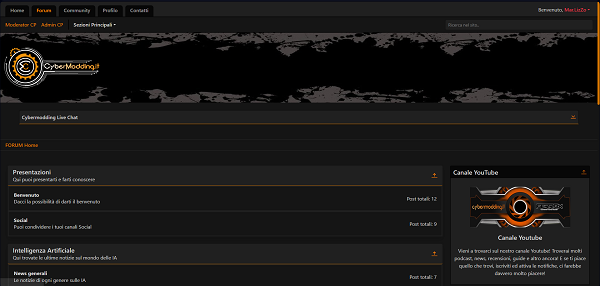 Home Forum Community Profilo Contatti
Benvenuto, MaxLisZo
Moderator CP Admin CP Sezioni Principali
Ricerca nel sito..
CyberModding.it
Cybermodding Live Chat
FORUM Home
Presentazioni
Qui puoi presentarti e farti conoscere
Benvenuto
Dacci la possibilità di darti il benvenuto
Post totali: 12
Social
Puoi condividere i tuoi canali Social
Post totali: 9
Intelligenza Artificiale
Qui trovate le ultime notizie sul mondo delle IA
News generali
Le notizie di ogni genere sulle IA
Post totali: 7
Canale YouTube
cybermodding.it
Canale Youtube
Vieni a trovarci sul nostro canale Youtube! Troverai molti
podcast, news, recensioni, guide e altro ancora! E se ti piace
quello che trovi, iscriviti ed attiva le notifiche, ci farebbe
davvero molto piacere!